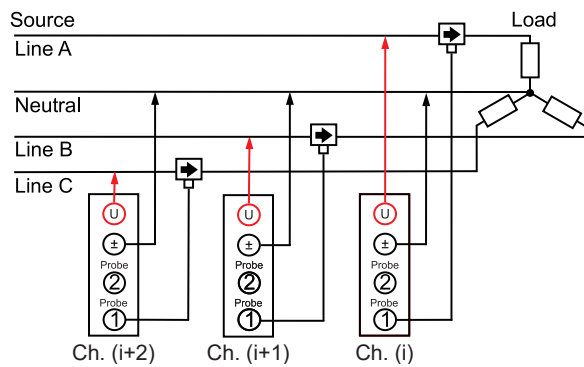 Source
Load
Line A
Neutral
Line B
Line C
U
U
U
±
±
±
Probe
Probe
Probe
2
2
2
Probe
Probe
Probe
1
1
1
Ch. (i+2)
Ch. (i+1)
Ch. (i)